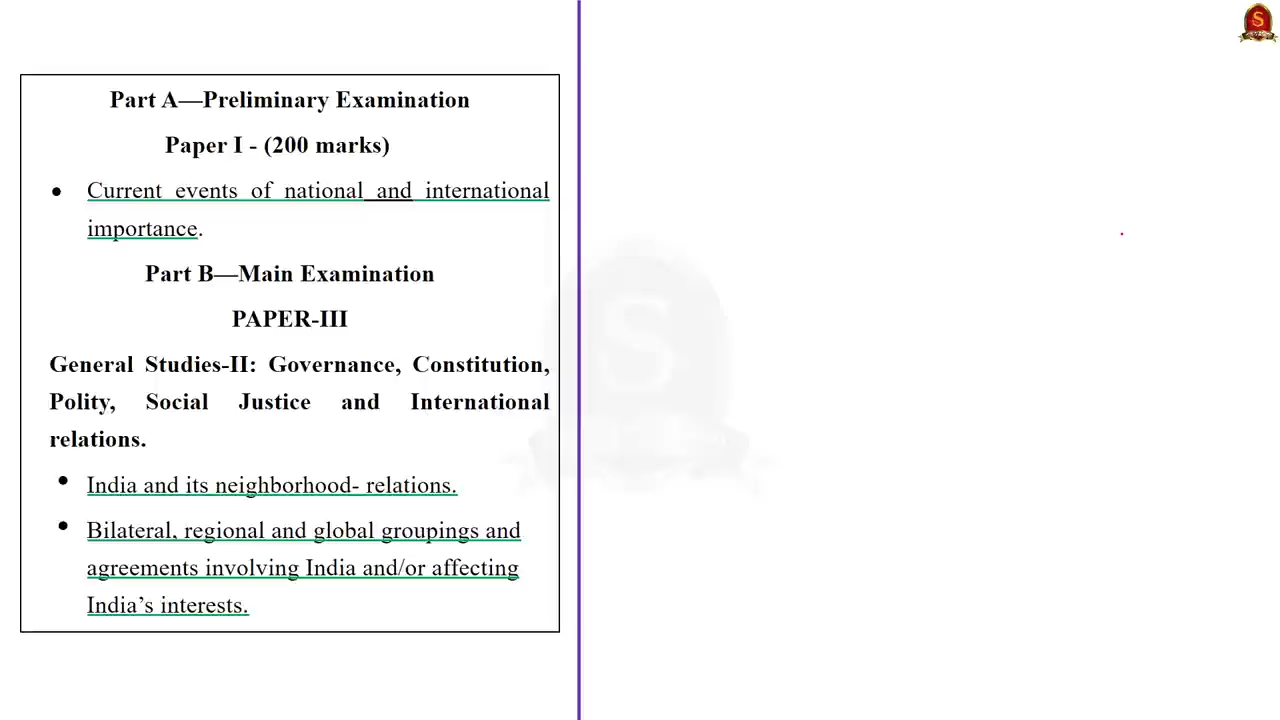 Part A—Preliminary Examination
Paper I - (200 marks)
• Current events of national and international
importance.
Part B—Main Examination
PAPER-III
General Studies-II: Governance, Constitution,
Polity, Social Justice and International
relations.
• India and its neighborhood- relations.
• Bilateral, regional and global groupings and
agreements involving India and/or affecting
India’s interests.
S
S